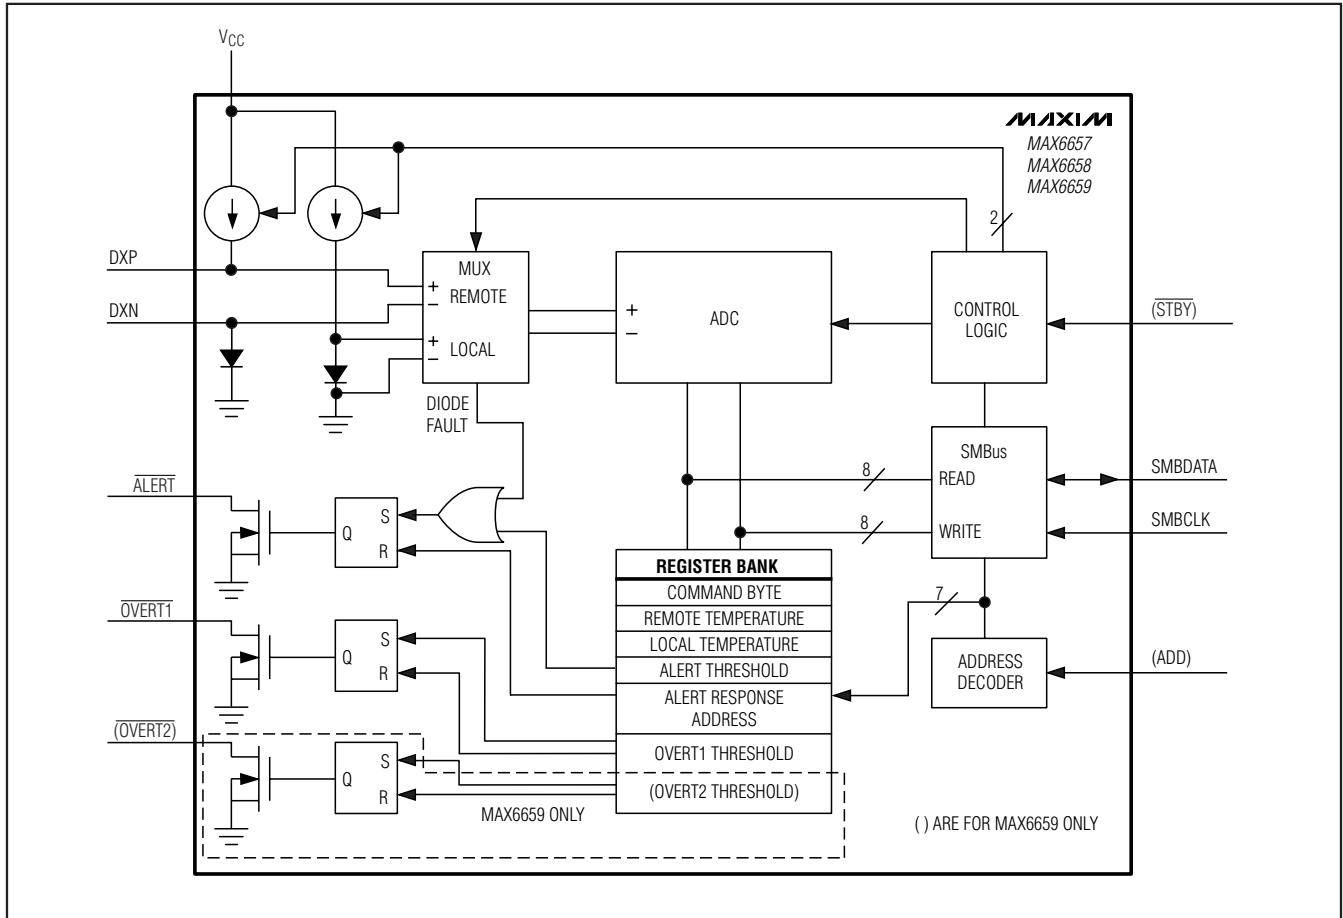 VCC
MAXIM
MAX6657
MAX6658
MAX6659
2
DXP
DXN
MUX
+
REMOTE
−
+
LOCAL
−
+
−
ADC
CONTROL
LOGIC
(STBY)
DIODE
FAULT
SMBus
READ
WRITE
8
8
SMBDATA
SMBCLK
ALERT
S
Q
R
REGISTER BANK
COMMAND BYTE
REMOTE TEMPERATURE
LOCAL TEMPERATURE
ALERT THRESHOLD
ALERT RESPONSE
ADDRESS
OVERT1 THRESHOLD
(OVERT2 THRESHOLD)
7
ADDRESS
DECODER
(ADD)
OVERT1
S
Q
R
(OVERT2)
S
Q
R
MAX6659 ONLY
( ) ARE FOR MAX6659 ONLY